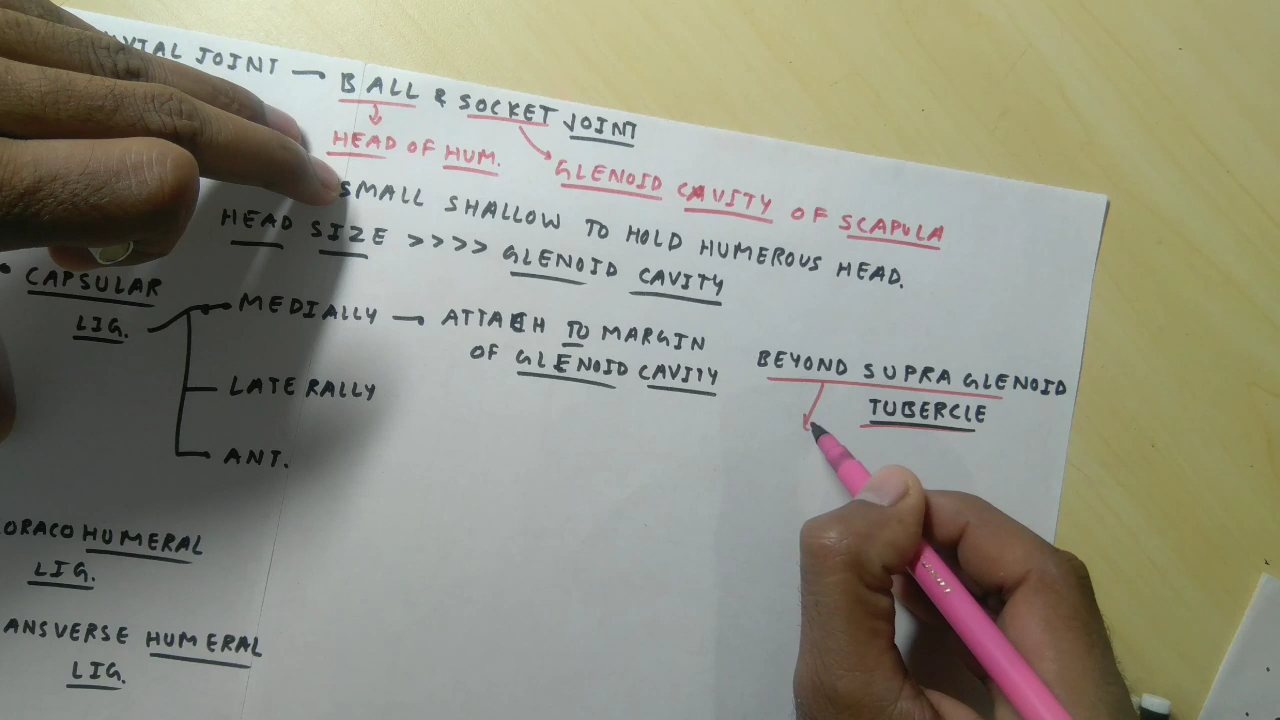 JOINT — BALL & SOCKET JOINT
HEAD OF HUM.
GLENOID CAVITY OF SCAPULA
SMALL SHALLOW TO HOLD HUMEROUS HEAD.
HEAD SIZE >>>> GLENOID CAVITY
CAPSULAR
LIG.
MEDIALLY — ATTACH TO MARGIN
OF GLENOID CAVITY
BEYOND SUPRA GLENOID
TUBERCLE
LATERALLY
ANT.
ORACO HUMERAL
LIG.
ANSVERSE HUMERAL
LIG.